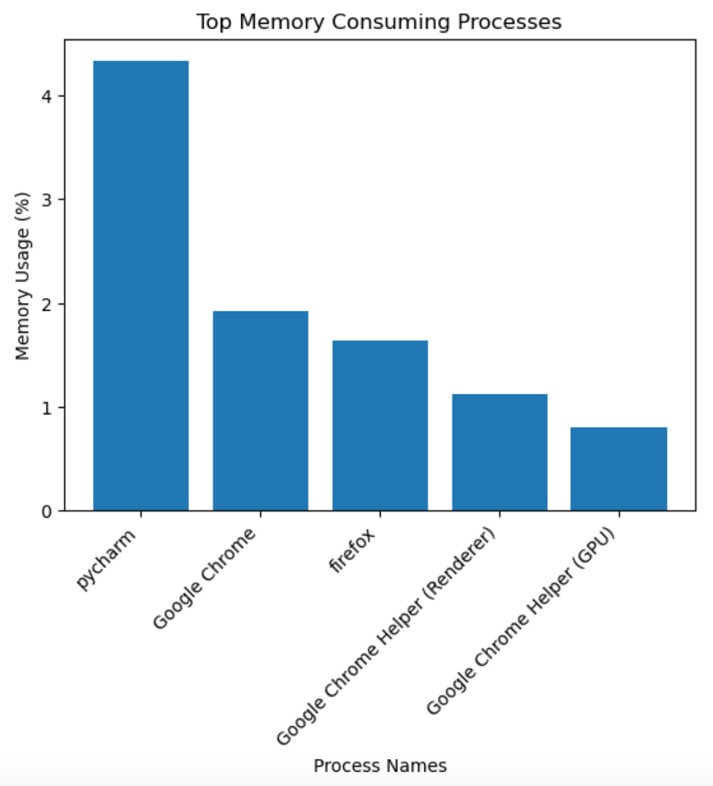 Top Memory Consuming Processes
Memory Usage (%)
4
3
2
1
0
pycharm
Google Chrome
firefox
Google Chrome Helper (Renderer)
Google Chrome Helper (GPU)
Process Names